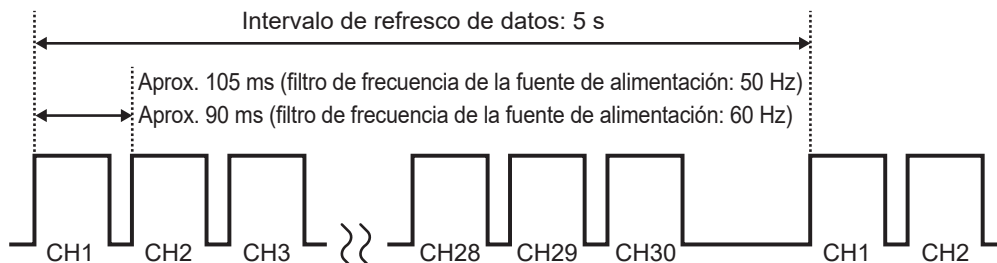 Intervalo de refresco de datos: 5 s
Aprox. 105 ms (filtro de frecuencia de la fuente de alimentación: 50 Hz)
Aprox. 90 ms (filtro de frecuencia de la fuente de alimentación: 60 Hz)
CH1 CH2 CH3 CH28 CH29 CH30 CH1 CH2